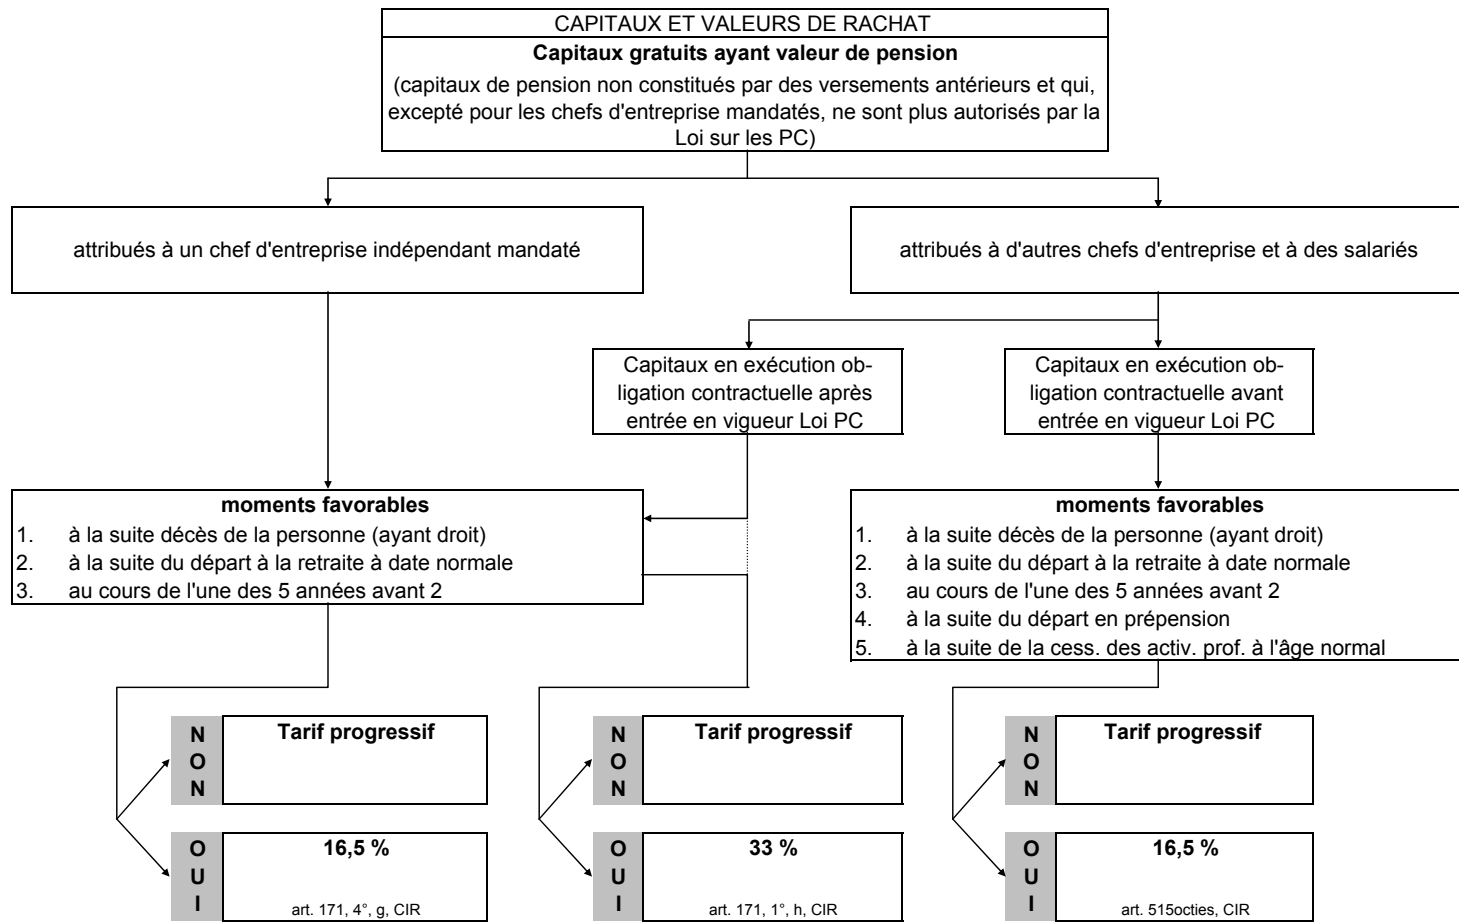 CAPITAUX ET VALEURS DE RACHAT
Capitaux gratuits ayant valeur de pension
(capitaux de pension non constitués par des versements antérieurs et qui,
excepté pour les chefs d'entreprise mandatés, ne sont plus autorisés par la
Loi sur les PC)
attribués à un chef d'entreprise indépendant mandaté
attribués à d'autres chefs d'entreprise et à des salariés
Capitaux en exécution ob-
ligation contractuelle après
entrée en vigueur Loi PC
Capitaux en exécution ob-
ligation contractuelle avant
entrée en vigueur Loi PC
moments favorables
1. à la suite décès de la personne (ayant droit)
2. à la suite du départ à la retraite à date normale
3. au cours de l'une des 5 années avant 2
moments favorables
1. à la suite décès de la personne (ayant droit)
2. à la suite du départ à la retraite à date normale
3. au cours de l'une des 5 années avant 2
4. à la suite du départ en prépension
5. à la suite de la cess. des activ. prof. à l'âge normal
NON
Tarif progressif
NON
Tarif progressif
NON
Tarif progressif
OUI
16,5 %
art. 171, 4°, g, CIR
OUI
33 %
art. 171, 1°, h, CIR
OUI
16,5 %
art. 515octies, CIR